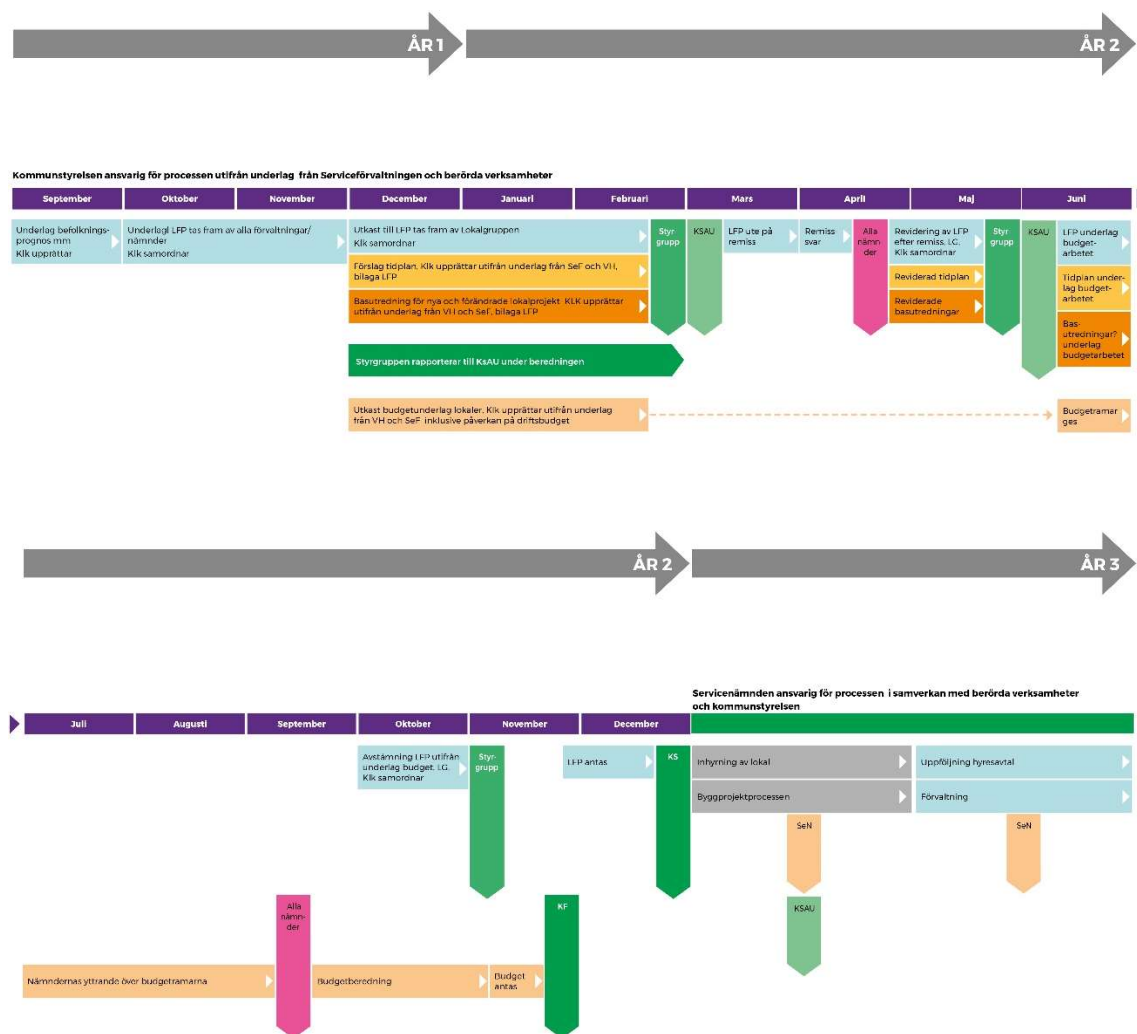 ÅR 1
ÅR 2
Kommunstyrelsen ansvarig för processen utifrån underlag från Serviceförvaltningen och berörda verksamheter
September
Oktober
November
December
Januari
Februari
Mars
April
Maj
Juni
Underlag befolknings-
prognos mm
Klk upprättar
Underlagl LFP tas fram av alla förvaltningar/
nämnder
Klk samordnar
Utkast till LFP tas fram av Lokalgruppen
Klk samordnar
Förslag tidplan. Klk upprättar utifrån underlag från SeF och VH,
bilaga LFP
Basutredning för nya och förändrade lokalprojekt KLK upprättar
utifrån underlag från VH och SeF, bilaga LFP
Styrgruppen rapporterar till KsAU under beredningen
Utkast budgetunderlag lokaler. Klk upprättar utifrån underlag
från VH och SeF inklusive påverkan på driftsbudget
Styr
grupp
KSAU
LFP ute på
remiss
Remiss
svar
Alla
nämn
der
Revidering av LFP
efter remiss. LG.
Klk samordnar
Reviderad tidplan
Reviderade
basutredningar
Styr
grupp
KSAU
LFP underlag
budget-
arbetet
Tidplan under-
lag budget-
arbetet
Bas-
utredningar?
underlag
budgetarbetet
Budgetramar
ges
ÅR 2
ÅR 3
Servicenämnden ansvarig för processen i samverkan med berörda verksamheter
och kommunstyrelsen
Juli
Augusti
September
Oktober
November
December
Avstämning LFP utifrån
underlag budget. LG.
Klk samordnar
Styr-
grupp
LFP antas
KS
Inhyrning av lokal
Uppföljning hyresavtal
Byggprojektprocessen
Förvaltning
SeN
SeN
KSAU
Alla
nämn-
der
KF
Nämndernas yttrande över budgetramarna
Budgetberedning
Budget
antas